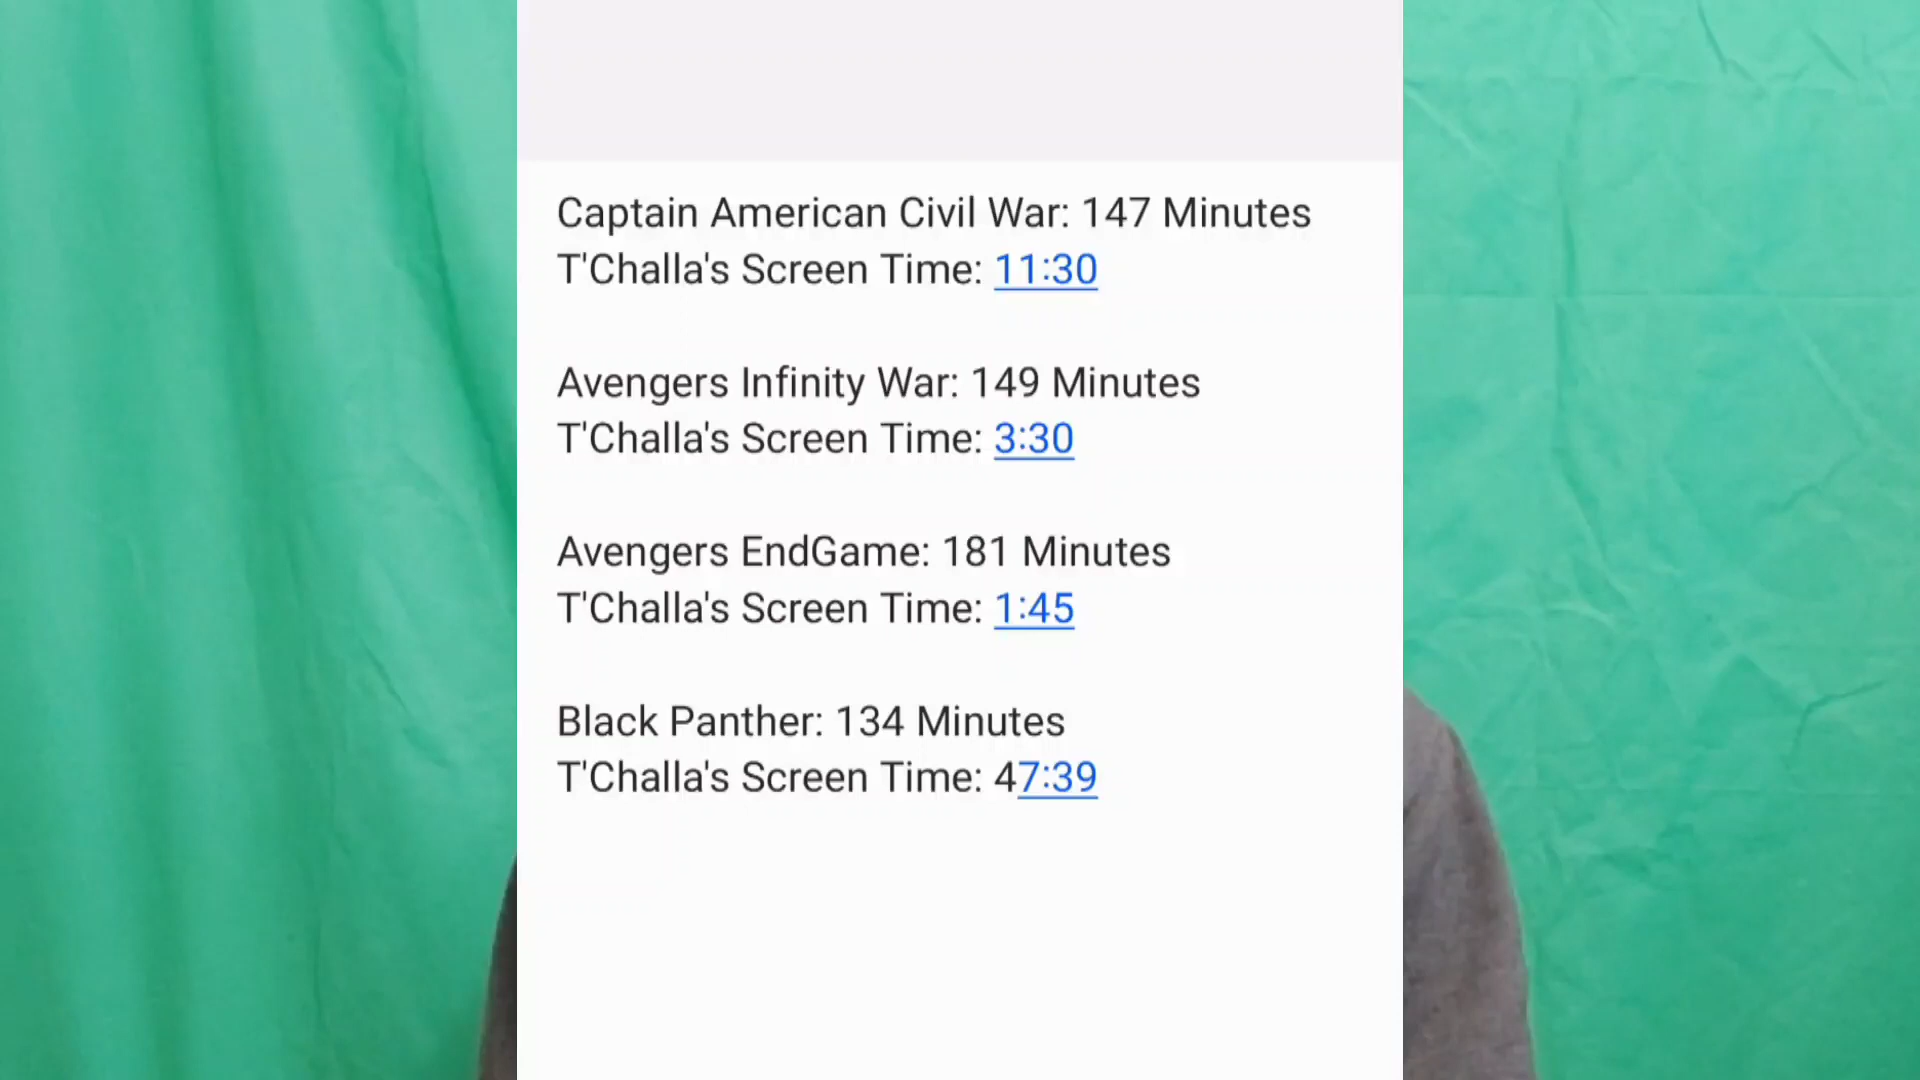 Captain American Civil War: 147 Minutes
T'Challa's Screen Time: 11:30
Avengers Infinity War: 149 Minutes
T'Challa's Screen Time: 3:30
Avengers EndGame: 181 Minutes
T'Challa's Screen Time: 1:45
Black Panther: 134 Minutes
T'Challa's Screen Time: 47:39